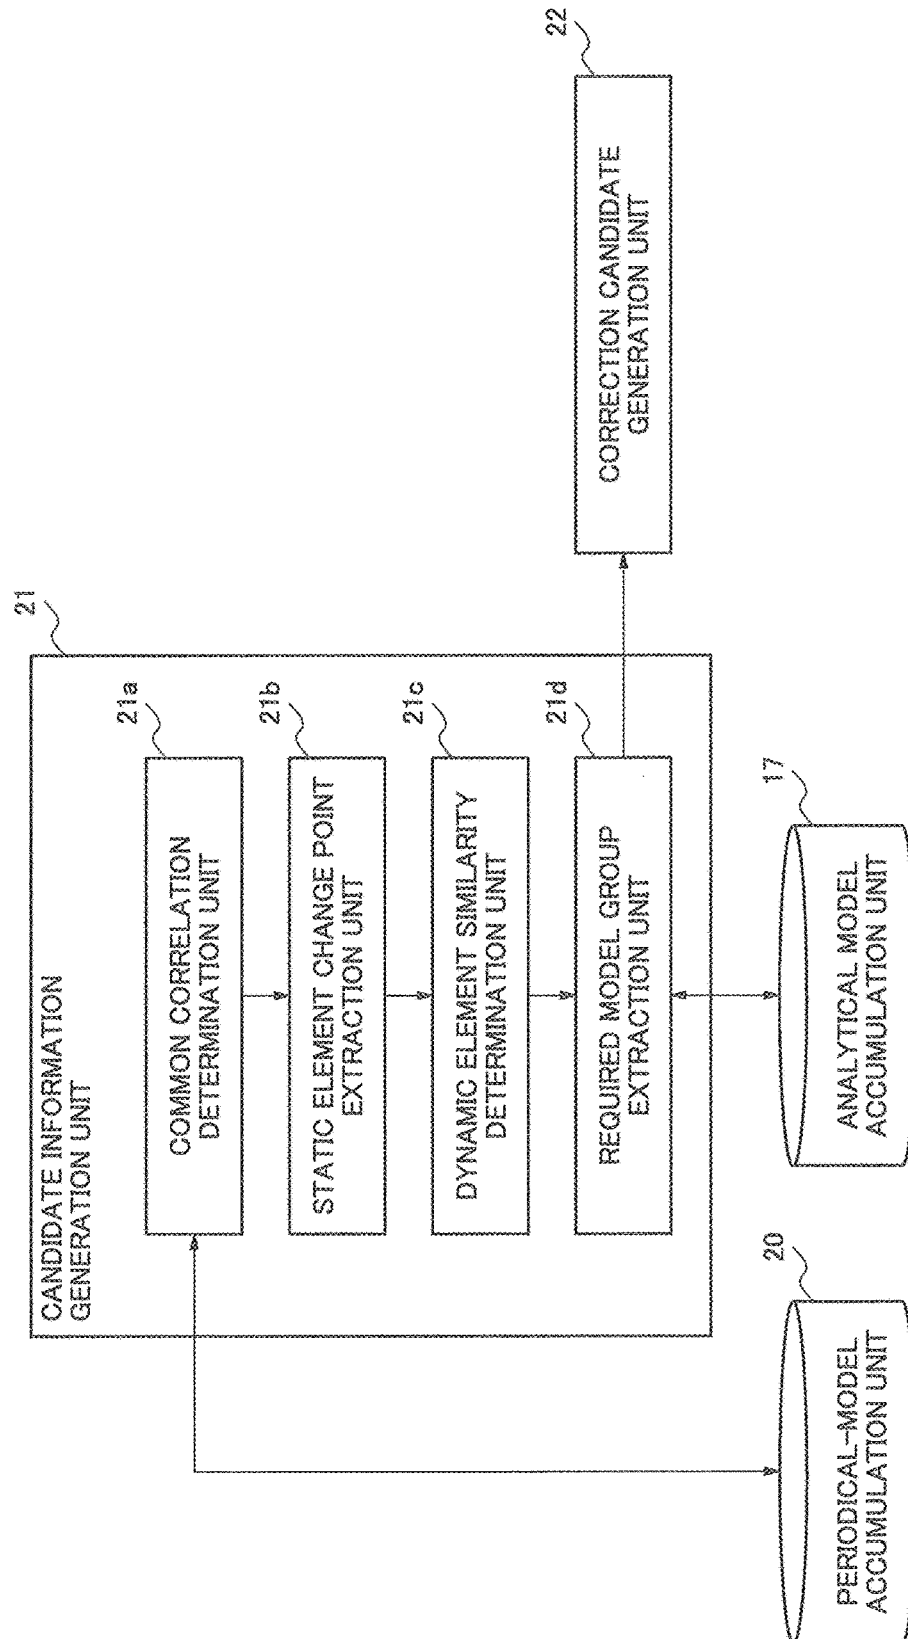 CANDIDATE INFORMATION
GENERATION UNIT
21
21a
COMMON CORRELATION
DETERMINATION UNIT
21b
STATIC ELEMENT CHANGE POINT
EXTRACTION UNIT
21c
DYNAMIC ELEMENT SIMILARITY
DETERMINATION UNIT
21d
REQUIRED MODEL GROUP
EXTRACTION UNIT
22
CORRECTION CANDIDATE
GENERATION UNIT
20
PERIODICAL-MODEL
ACCUMULATION UNIT
17
ANALYTICAL MODEL
ACCUMULATION UNIT